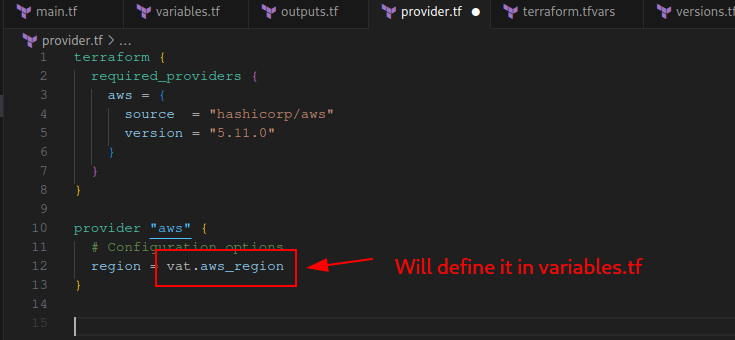 main.tf variables.tf outputs.tf provider.tf terraform.tfvars versions.tf
provider.tf > ...
1 terraform {
2 required_providers {
3 aws = {
4 source = "hashicorp/aws"
5 version = "5.11.0"
6 }
7 }
8 }
9
10 provider "aws" {
11 # Configuration options
12 region = vat.aws_region
Will define it in variables.tf
13 }
14
15